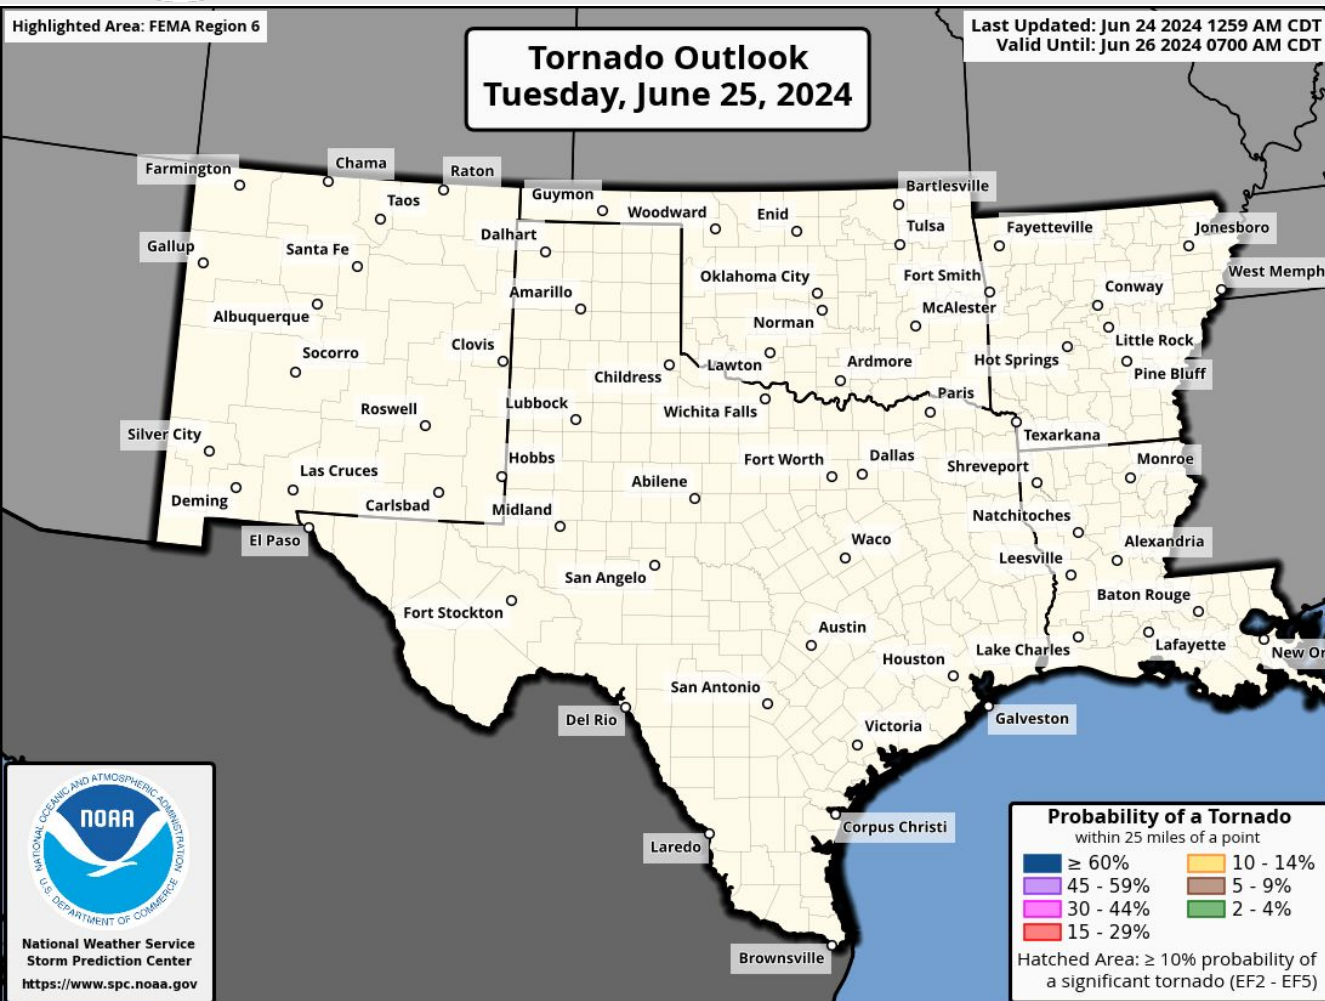 Highlighted Area: FEMA Region 6
Last Updated: Jun 24 2024 1259 AM CDT
Valid Until: Jun 26 2024 0700 AM CDT
Tornado Outlook
Tuesday, June 25, 2024
Farmington
Chama
Raton
Taos
Guymon
Woodward
Enid
Bartlesville
Gallup
Santa Fe
Dalhart
Tulsa
Fayetteville
Jonesboro
Albuquerque
Amarillo
Oklahoma City
Fort Smith
Conway
West Memph
Norman
McAlester
Little Rock
Socorro
Clovis
Childress
Lawton
Ardmore
Hot Springs
Pine Bluff
Roswell
Lubbock
Wichita Falls
Paris
Silver City
Texarkana
Las Cruces
Hobbs
Abilene
Fort Worth
Dallas
Shreveport
Monroe
Deming
Carlsbad
Midland
Natchitoches
El Paso
Waco
Leesville
Alexandria
San Angelo
Fort Stockton
Baton Rouge
Austin
Houston
Lake Charles
Lafayette
New Or
San Antonio
Del Rio
Victoria
Galveston
Corpus Christi
Laredo
Brownsville
NATIONAL OCEANIC AND ATMOSPHERIC ADMINISTRATION
NOAA
U.S. DEPARTMENT OF COMMERCE
National Weather Service
Storm Prediction Center
https://www.spc.noaa.gov
Probability of a Tornado
within 25 miles of a point
≥ 60%
10 - 14%
45 - 59%
5 - 9%
30 - 44%
2 - 4%
15 - 29%
Hatched Area: ≥ 10% probability of
a significant tornado (EF2 - EF5)